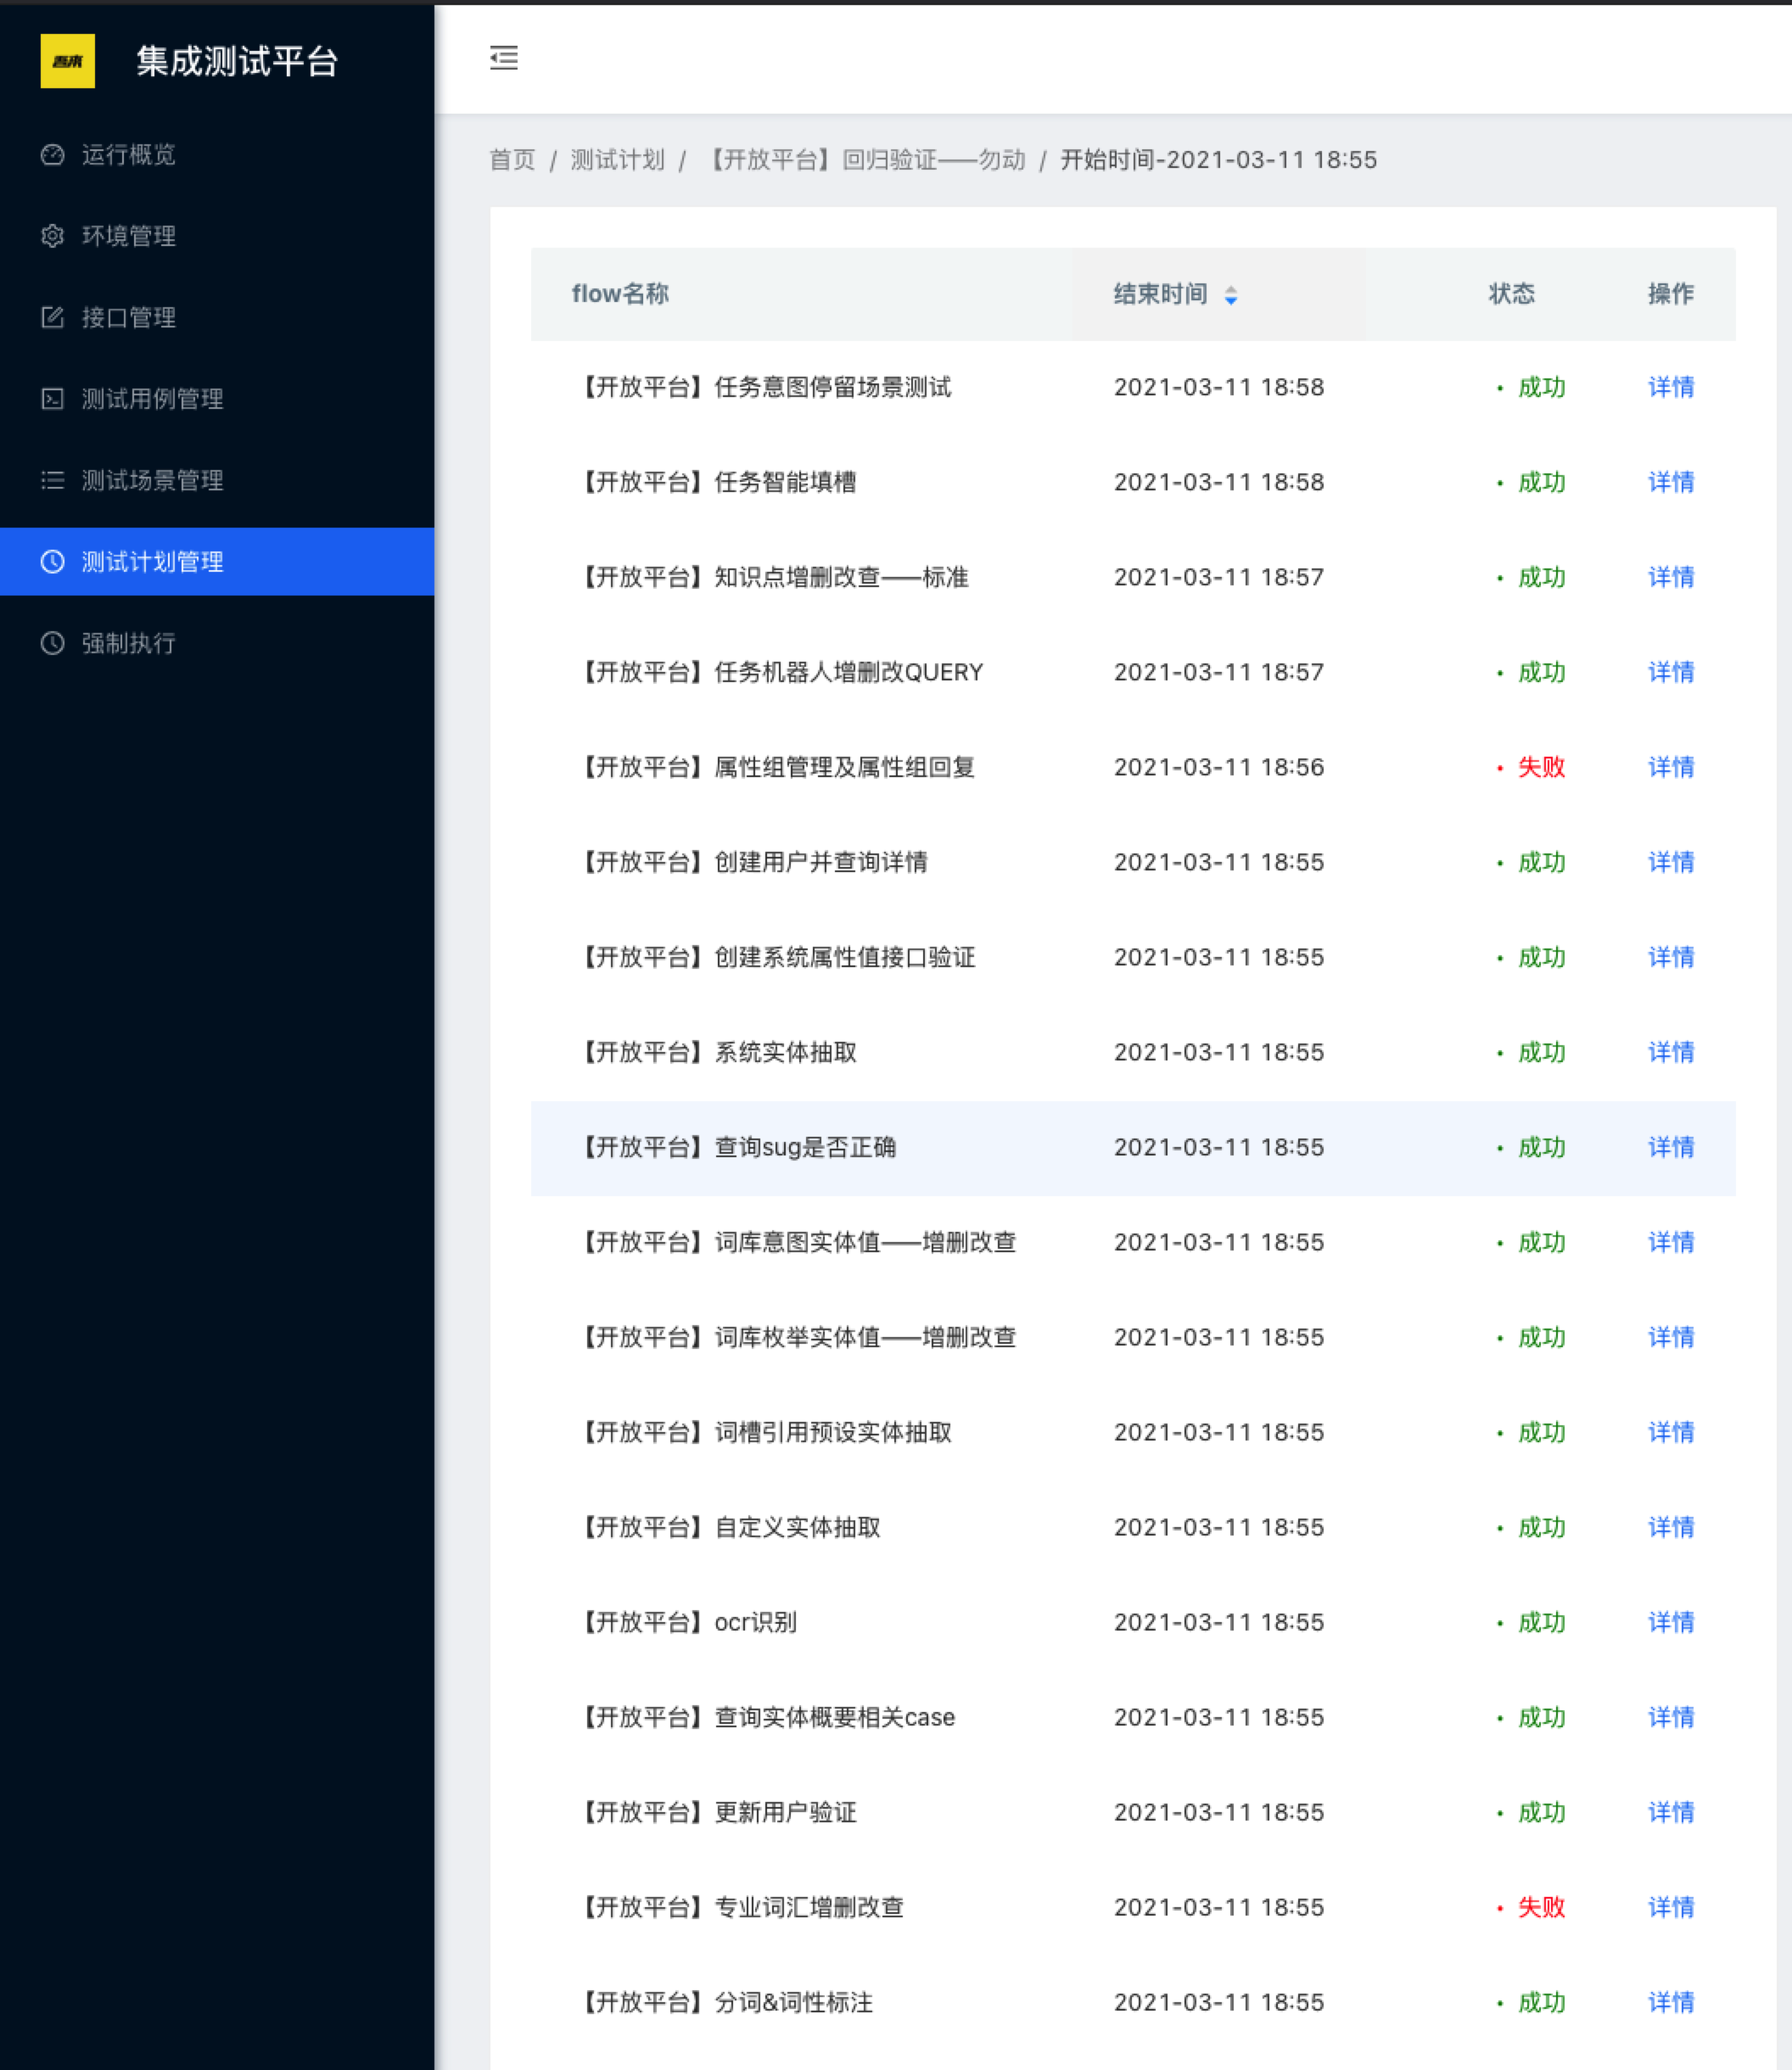 吾来
集成测试平台
运行概览
环境管理
接口管理
测试用例管理
测试场景管理
测试计划管理
强制执行
首页 / 测试计划 / 【开放平台】回归验证——勿动 / 开始时间-2021-03-11 18:55
flow名称 结束时间 状态 操作
【开放平台】任务意图停留场景测试 2021-03-11 18:58 · 成功 详情
【开放平台】任务智能填槽 2021-03-11 18:58 · 成功 详情
【开放平台】知识点增删改查——标准 2021-03-11 18:57 · 成功 详情
【开放平台】任务机器人增删改QUERY 2021-03-11 18:57 · 成功 详情
【开放平台】属性组管理及属性组回复 2021-03-11 18:56 · 失败 详情
【开放平台】创建用户并查询详情 2021-03-11 18:55 · 成功 详情
【开放平台】创建系统属性值接口验证 2021-03-11 18:55 · 成功 详情
【开放平台】系统实体抽取 2021-03-11 18:55 · 成功 详情
【开放平台】查询sug是否正确 2021-03-11 18:55 · 成功 详情
【开放平台】词库意图实体值——增删改查 2021-03-11 18:55 · 成功 详情
【开放平台】词库枚举实体值——增删改查 2021-03-11 18:55 · 成功 详情
【开放平台】词槽引用预设实体抽取 2021-03-11 18:55 · 成功 详情
【开放平台】自定义实体抽取 2021-03-11 18:55 · 成功 详情
【开放平台】ocr识别 2021-03-11 18:55 · 成功 详情
【开放平台】查询实体概要相关case 2021-03-11 18:55 · 成功 详情
【开放平台】更新用户验证 2021-03-11 18:55 · 成功 详情
【开放平台】专业词汇增删改查 2021-03-11 18:55 · 失败 详情
【开放平台】分词&词性标注 2021-03-11 18:55 · 成功 详情